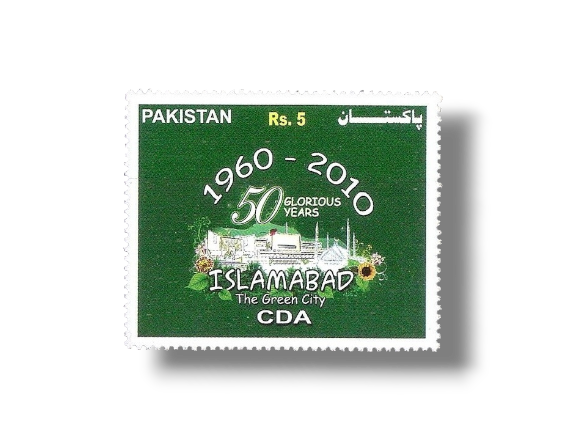 PAKISTAN Rs. 5 پاکستان
1960 - 2010
50 GLORIOUS
YEARS
ISLAMABAD
The Green City
CDA